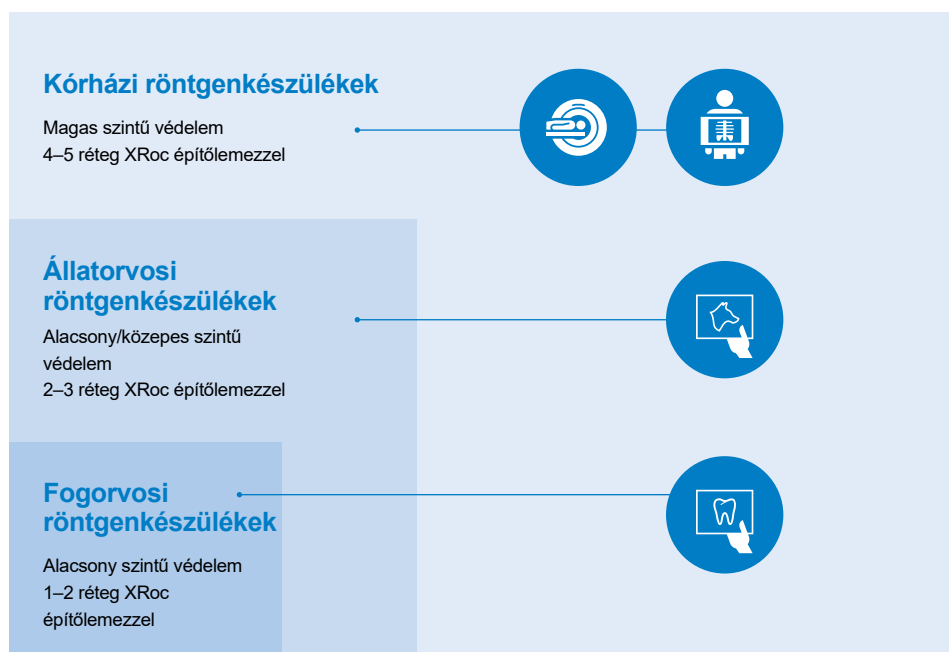 Kórházi röntgenkészülékek
Magas szintű védelem
4–5 réteg XRoc építőlemezzel
Állatorvosi
röntgenkészülékek
Alacsony/közepes szintű
védelem
2–3 réteg XRoc építőlemezzel
Fogorvosi
röntgenkészülékek
Alacsony szintű védelem
1–2 réteg XRoc
építőlemezzel